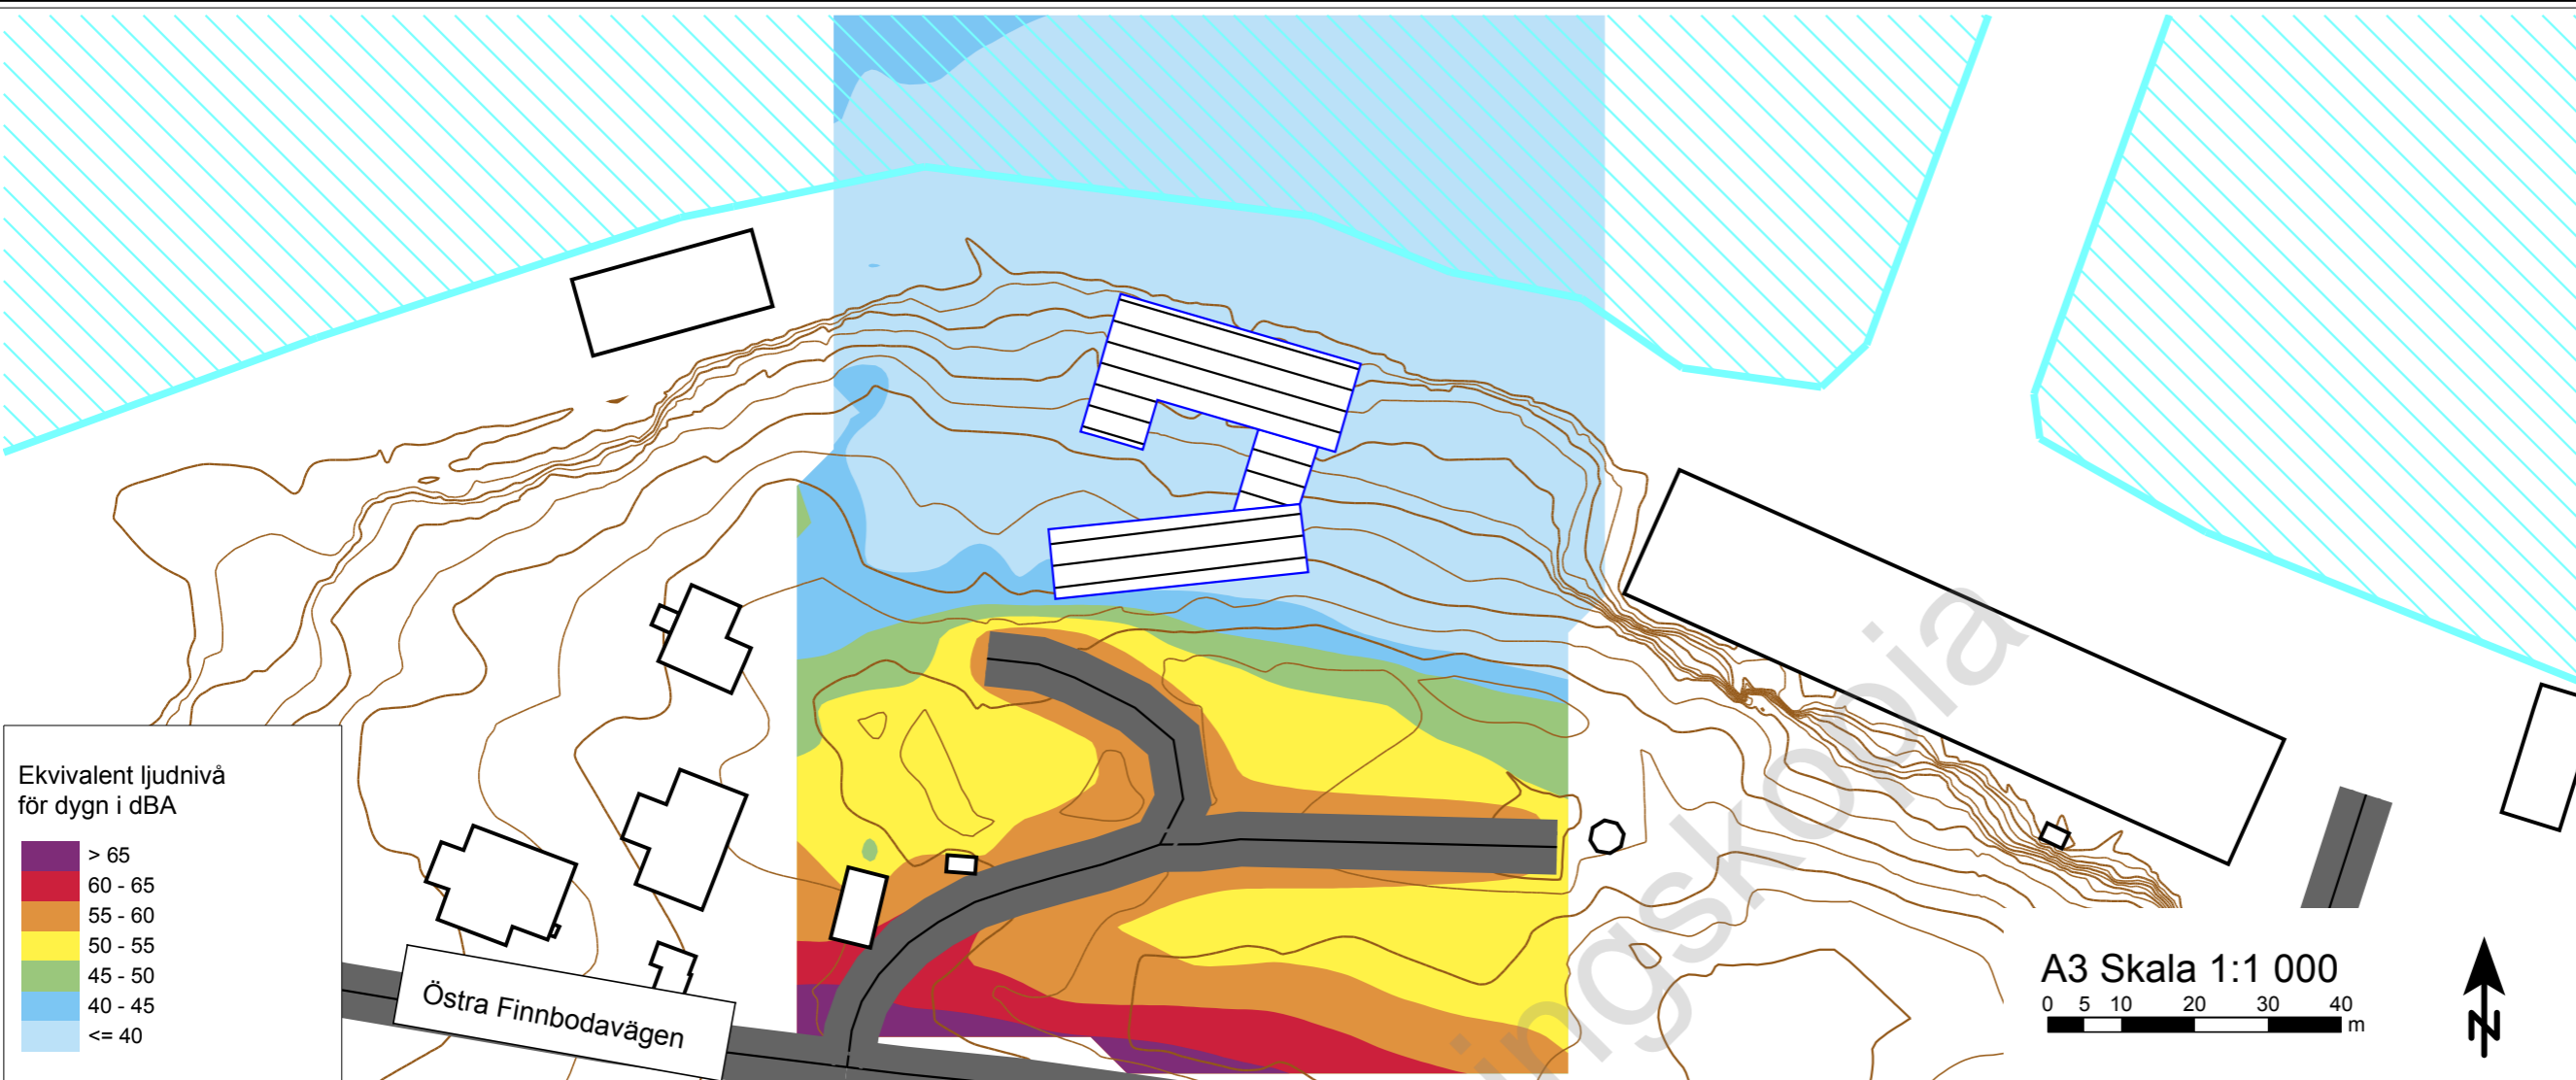 Ekvivalent ljudnivå
för dygn i dBA
> 65
60 - 65
55 - 60
50 - 55
45 - 50
40 - 45
<= 40
Östra Finnbodavägen
ingskopia
A3 Skala 1:1 000
0 5 10 20 30 40
m
N